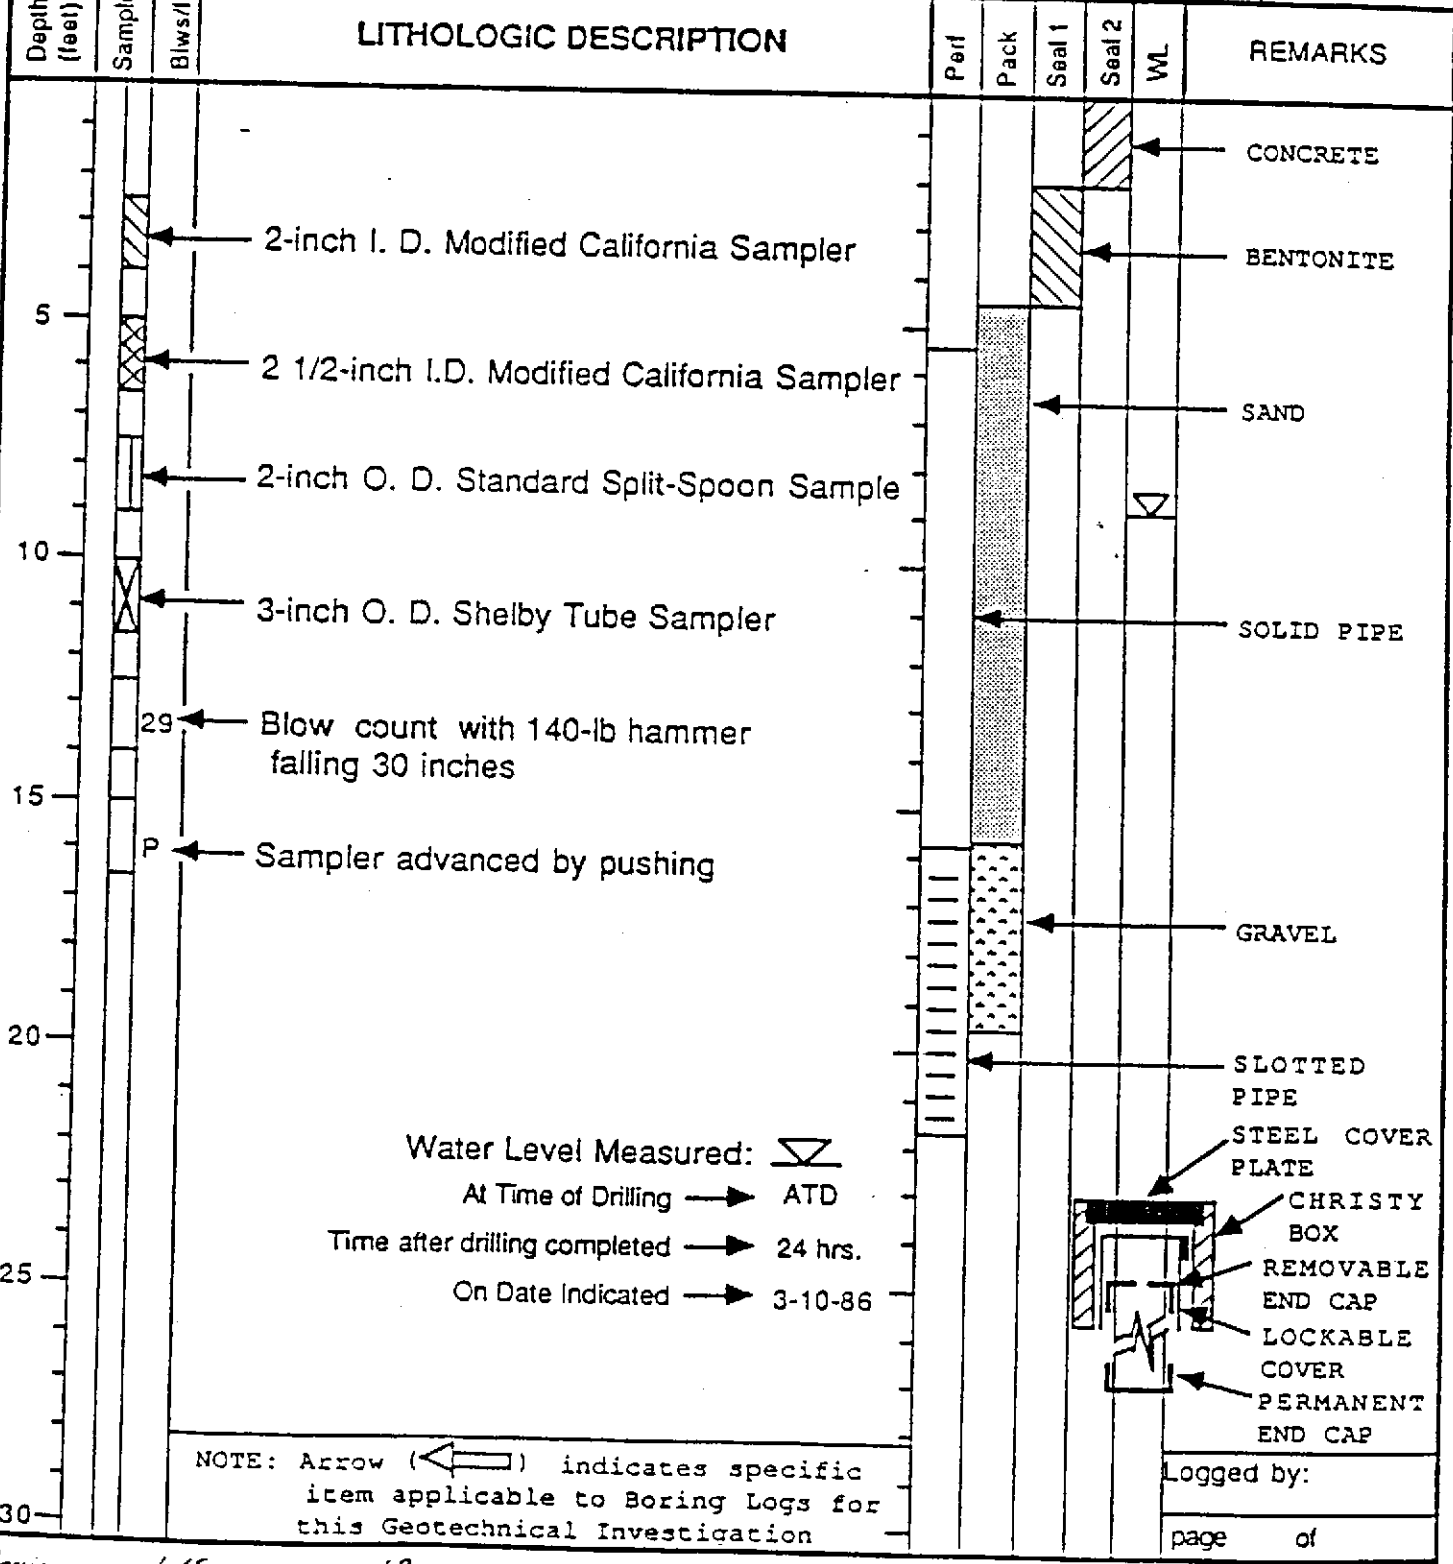 Depth (feet)
Sample
Blws/
LITHOLOGIC DESCRIPTION
Perf
Pack
Seal 1
Seal 2
WL
REMARKS
CONCRETE
2-inch I. D. Modified California Sampler
BENTONITE
5
2 1/2-inch I.D. Modified California Sampler
SAND
2-inch O. D. Standard Split-Spoon Sample
10
3-inch O. D. Shelby Tube Sampler
SOLID PIPE
29
Blow count with 140-lb hammer
falling 30 inches
15
P
Sampler advanced by pushing
GRAVEL
20
SLOTTED
PIPE
Water Level Measured:
STEEL COVER
PLATE
At Time of Drilling
ATD
CHRISTY
BOX
Time after drilling completed
24 hrs.
25
REMOVABLE
END CAP
On Date Indicated
3-10-86
LOCKABLE
COVER
PERMANENT
END CAP
NOTE: Arrow ( ) indicates specific
item applicable to Boring Logs for
this Geotechnical Investigation
Logged by:
30
page of